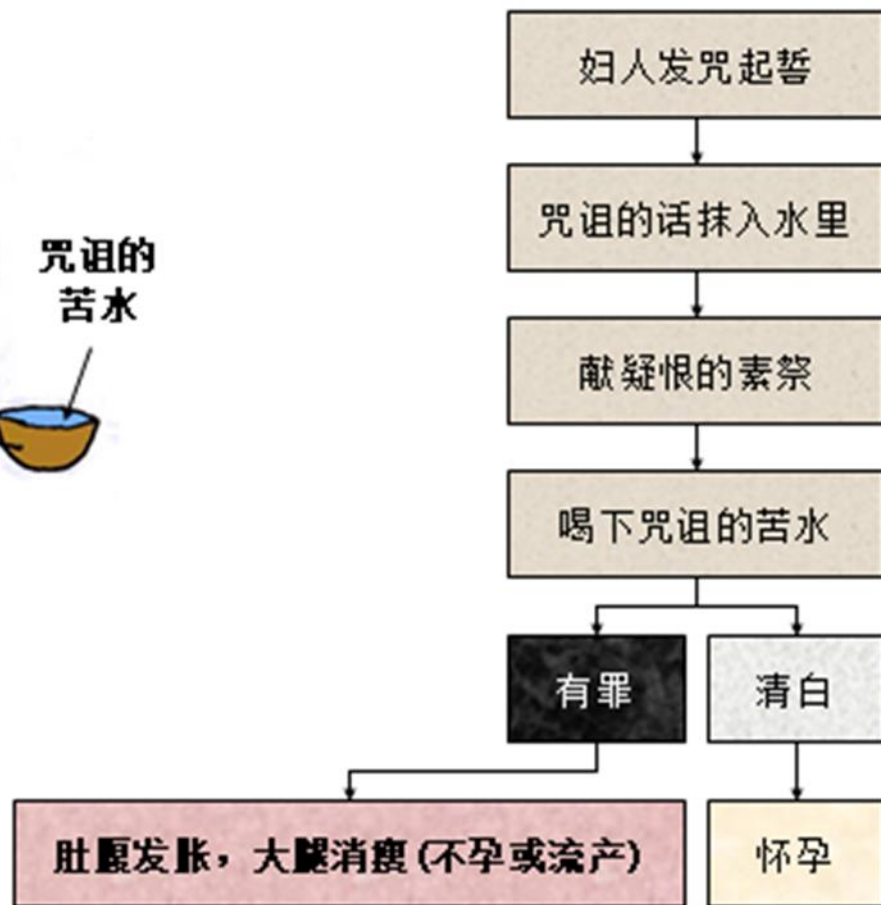 妇人发咒起誓
咒诅的话抹入水里
咒诅的
苦水
献疑恨的素祭
喝下咒诅的苦水
有罪
清白
肚腹发胀，大腿消瘦(不孕或流产)
怀孕